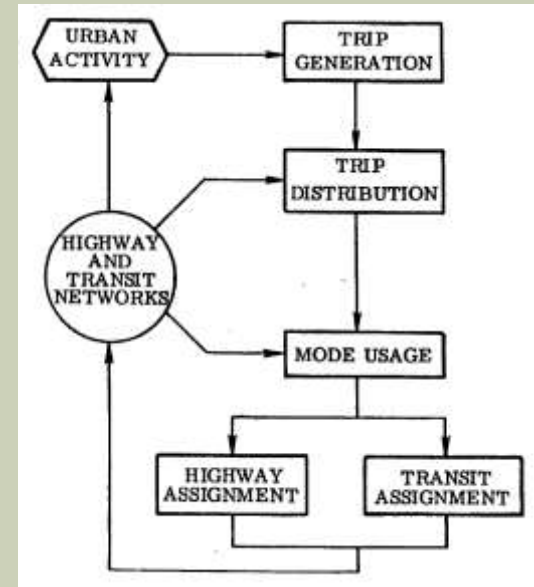 URBAN
ACTIVITY
TRIP
GENERATION
TRIP
DISTRIBUTION
HIGHWAY
AND
TRANSIT
NETWORKS
MODE USAGE
HIGHWAY
ASSIGNMENT
TRANSIT
ASSIGNMENT